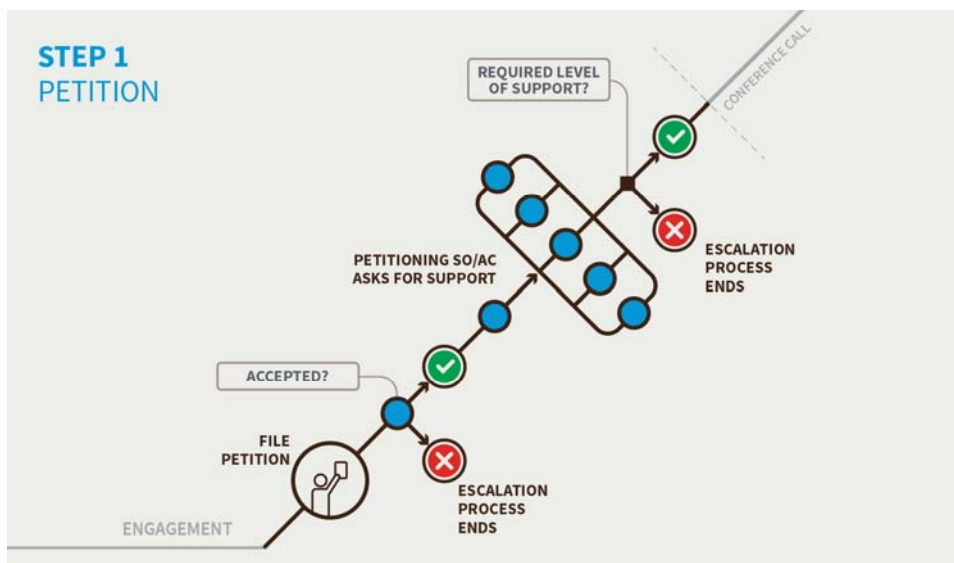 STEP 1
PETITION
REQUIRED LEVEL
OF SUPPORT?
CONFERENCE CALL
ESCALATION
PROCESS
ENDS
PETITIONING SO/AC
ASKS FOR SUPPORT
ACCEPTED?
FILE
PETITION
ESCALATION
PROCESS
ENDS
ENGAGEMENT